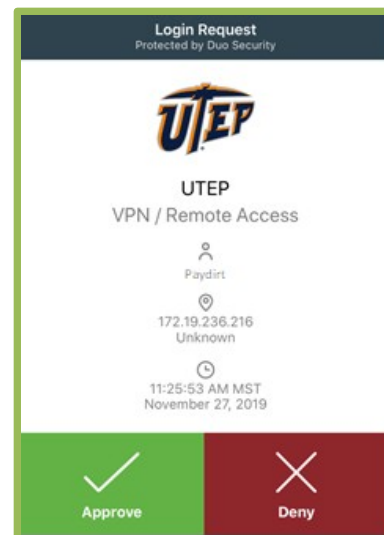 Login Request
Protected by Duo Security
UTEP
UTEP
VPN / Remote Access
Paydirt
172.19.236.216
Unknown
11:25:53 AM MST
November 27, 2019
Approve
Deny